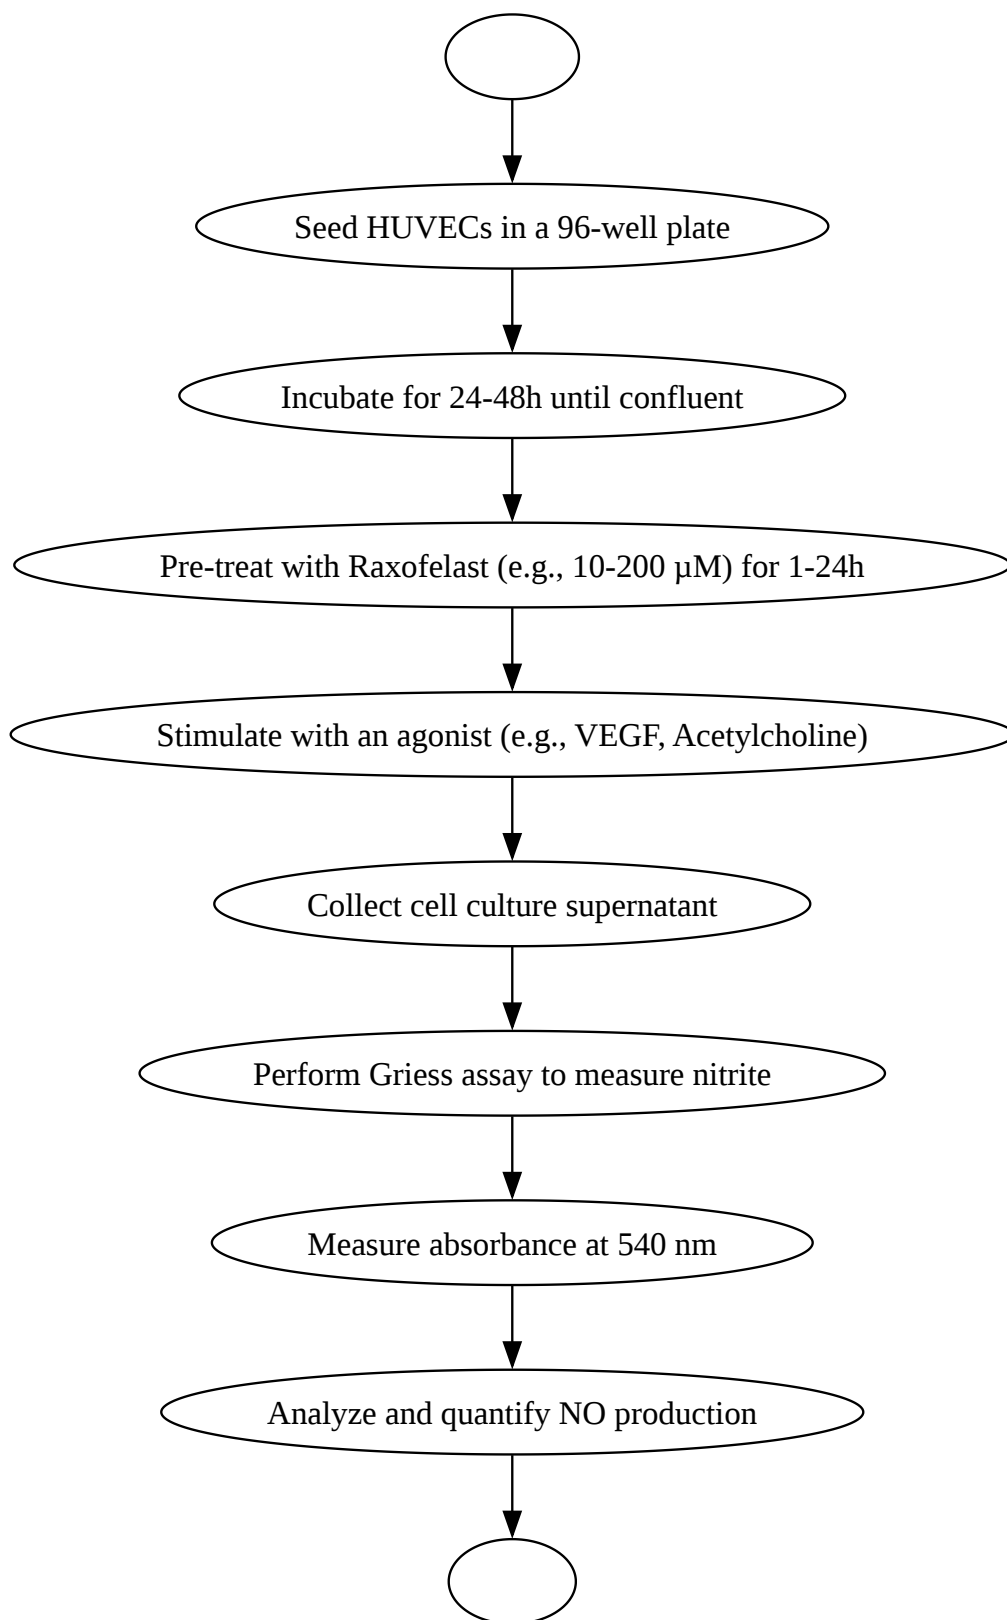 Seed HUVECs in a 96-well plate
Incubate for 24-48h until confluent
Pre-treat with Raxofelast (e.g., 10-200 µM) for 1-24h
Stimulate with an agonist (e.g., VEGF, Acetylcholine)
Collect cell culture supernatant
Perform Griess assay to measure nitrite
Measure absorbance at 540 nm
Analyze and quantify NO production